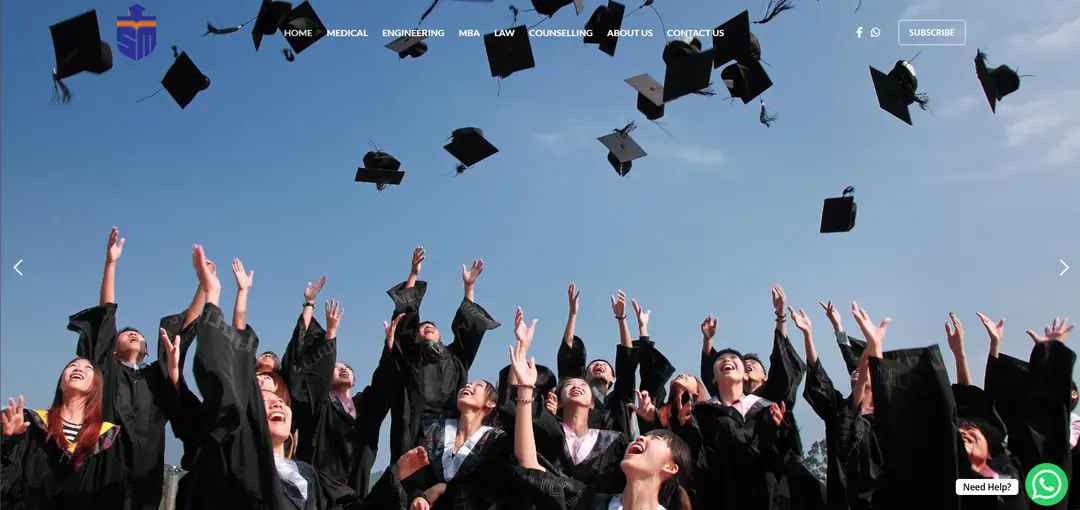 SM
HOME MEDICAL ENGINEERING MBA LAW COUNSELLING ABOUT US CONTACT US
SUBSCRIBE
Need Help?